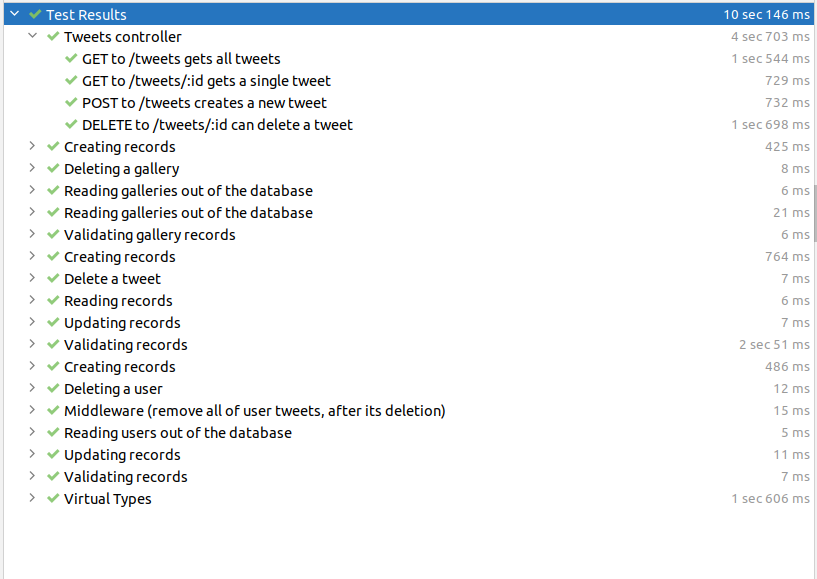 Test Results 10 sec 146 ms
Tweets controller 4 sec 703 ms
GET to /tweets gets all tweets 1 sec 544 ms
GET to /tweets/:id gets a single tweet 729 ms
POST to /tweets creates a new tweet 732 ms
DELETE to /tweets/:id can delete a tweet 1 sec 698 ms
Creating records 425 ms
Deleting a gallery 8 ms
Reading galleries out of the database 6 ms
Reading galleries out of the database 21 ms
Validating gallery records 6 ms
Creating records 764 ms
Delete a tweet 7 ms
Reading records 6 ms
Updating records 7 ms
Validating records 2 sec 51 ms
Creating records 486 ms
Deleting a user 12 ms
Middleware (remove all of user tweets, after its deletion) 15 ms
Reading users out of the database 5 ms
Updating records 11 ms
Validating records 7 ms
Virtual Types 1 sec 606 ms